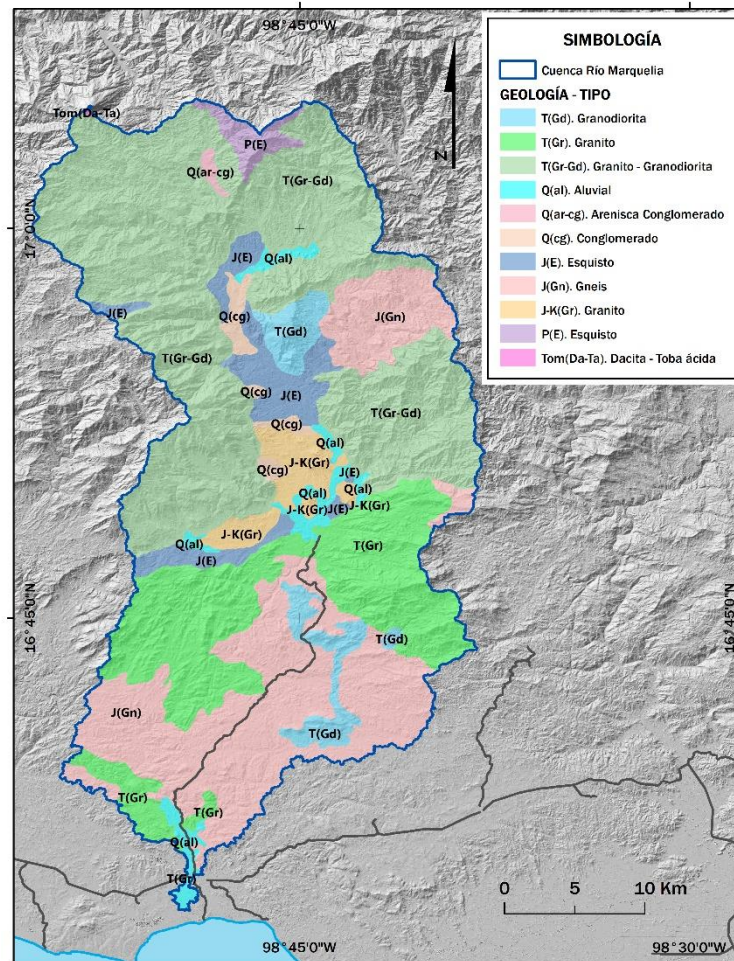 98°45'0"W
SIMBOLOGÍA
Cuenca Río Marquelia
GEOLOGÍA - TIPO
T(Gd). Granodiorita
T(Gr). Granito
T(Gr-Gd). Granito - Granodiorita
Q(al). Aluvial
Q(ar-cg). Arenisca Conglomerado
Q(cg). Conglomerado
J(E). Esquisto
J(Gn). Gneis
J-K(Gr). Granito
P(E). Esquisto
Tom(Da-Ta). Dacita - Toba ácida
Tom(Da-Ta)
P(E)
N
Q(ar-cg)
T(Gr-Gd)
17°0'0"N
J(E)
Q(al)
J(E)
Q(cg)
J(Gn)
T(Gd)
T(Gr-Gd)
Q(cg)
J(E)
T(Gr-Gd)
Q(cg)
Q(al)
J-K(Gr)
Q(cg)
J(E)
Q(al)
Q(al)
J-K(Gr)
J(E)
J-K(Gr)
J-K(Gr)
Q(al)
T(Gr)
J(E)
16°45'0"N
16°45'0"N
T(Gd)
J(Gn)
T(Gd)
T(Gr)
T(Gr)
Q(al)
T(Gr)
0 5 10 Km
98°45'0"W
98°30'0"W